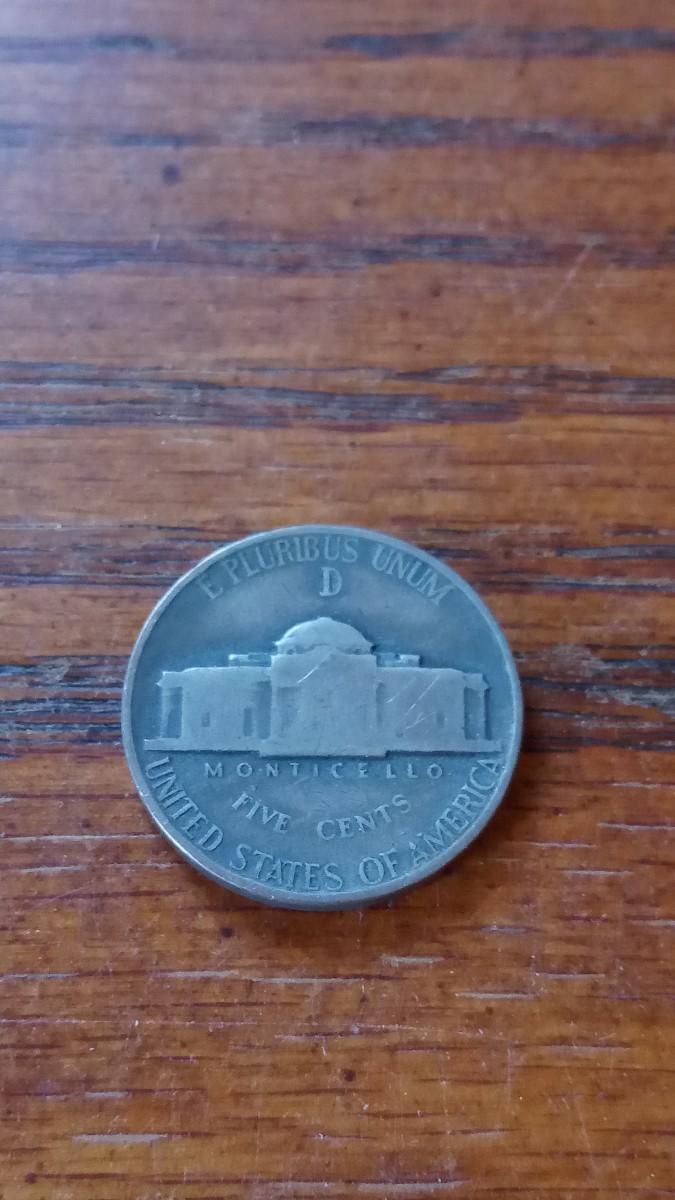 E PLURIBUS UNUM
D
MONTICELLO
FIVE CENTS
UNITED STATES OF AMERICA